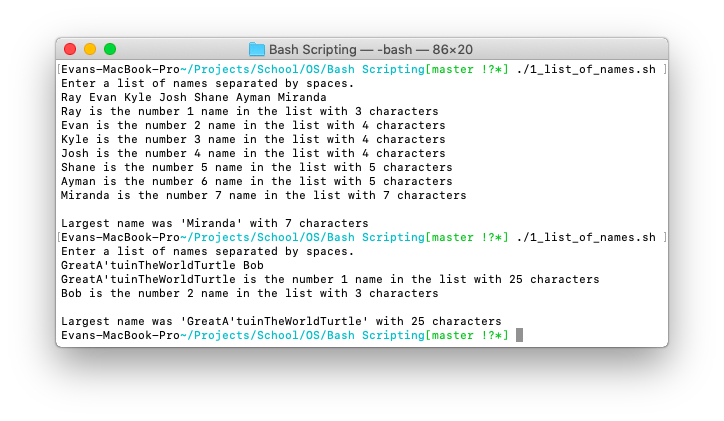 Bash Scripting — -bash — 86×20
[Evans-MacBook-Pro~/Projects/School/OS/Bash Scripting[master !?*] ./1_list_of_names.sh ]
Enter a list of names separated by spaces.
Ray Evan Kyle Josh Shane Ayman Miranda
Ray is the number 1 name in the list with 3 characters
Evan is the number 2 name in the list with 4 characters
Kyle is the number 3 name in the list with 4 characters
Josh is the number 4 name in the list with 4 characters
Shane is the number 5 name in the list with 5 characters
Ayman is the number 6 name in the list with 5 characters
Miranda is the number 7 name in the list with 7 characters
Largest name was 'Miranda' with 7 characters
[Evans-MacBook-Pro~/Projects/School/OS/Bash Scripting[master !?*] ./1_list_of_names.sh ]
Enter a list of names separated by spaces.
GreatA'tuinTheWorldTurtle Bob
GreatA'tuinTheWorldTurtle is the number 1 name in the list with 25 characters
Bob is the number 2 name in the list with 3 characters
Largest name was 'GreatA'tuinTheWorldTurtle' with 25 characters
Evans-MacBook-Pro~/Projects/School/OS/Bash Scripting[master !?*]